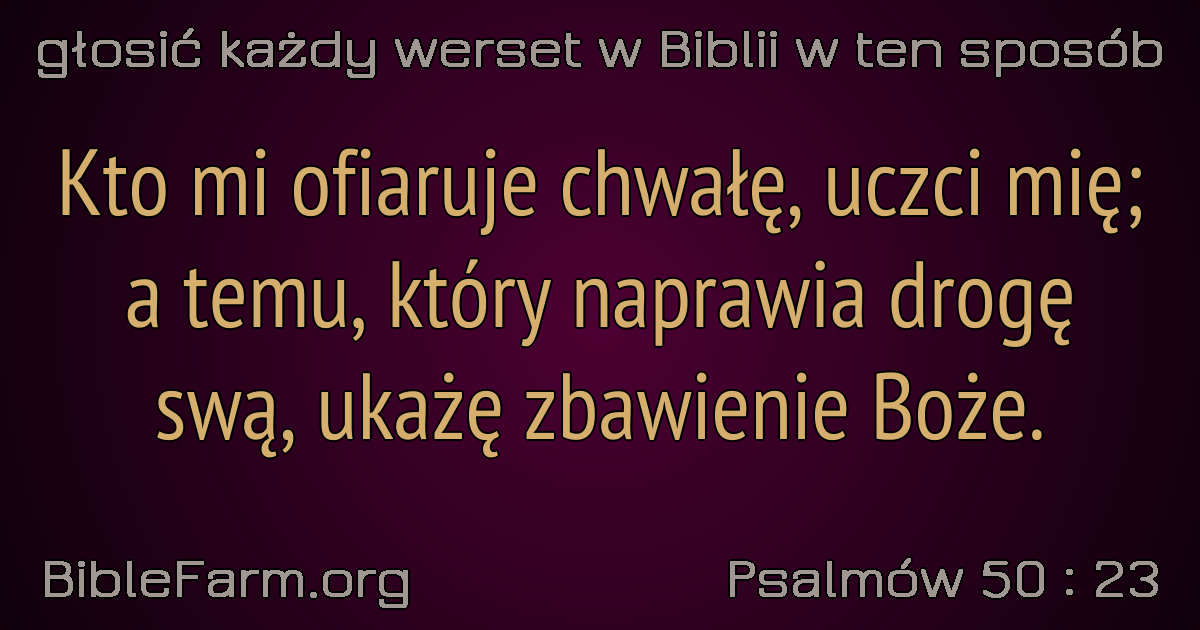 głosić każdy werset w Biblii w ten sposób
Kto mi ofiaruje chwałę, uczci mię;
a temu, który naprawia drogę
swą, ukażę zbawienie Boże.
BibleFarm.org
Psalmów 50 : 23